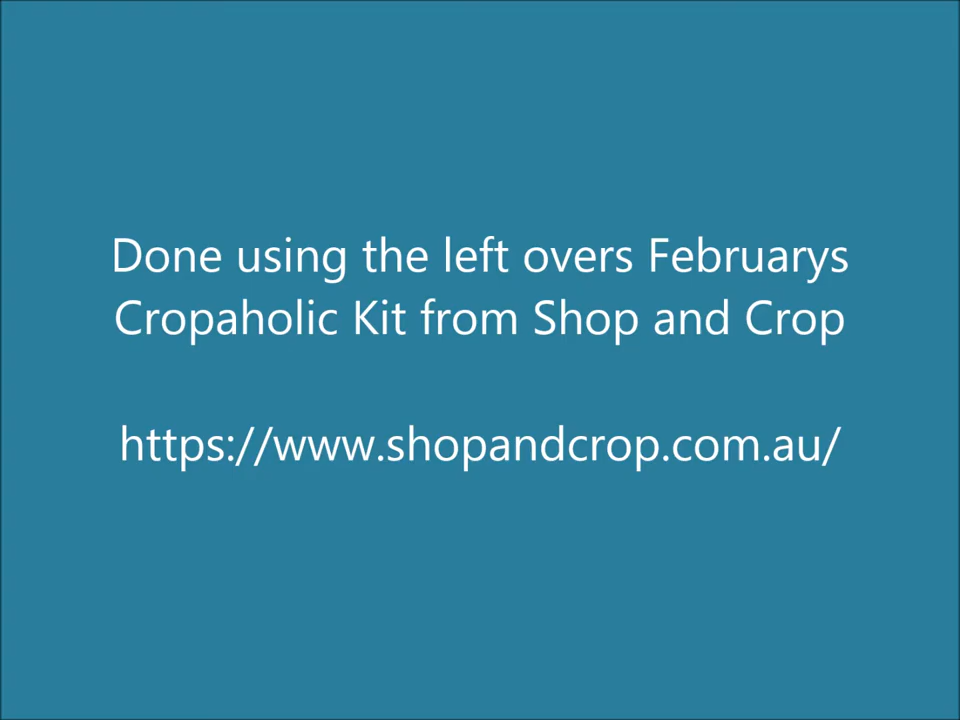 Done using the left overs Februarys
Cropaholic Kit from Shop and Crop
https://www.shopandcrop.com.au/